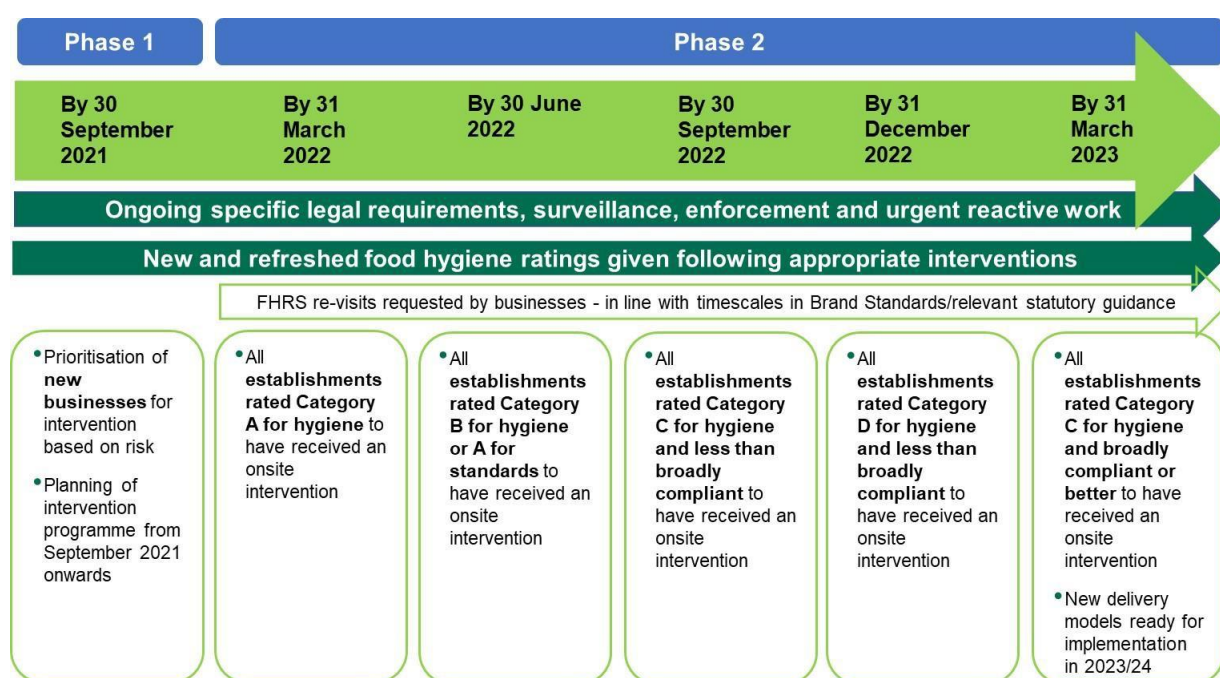 Phase 1
Phase 2
By 30
September
2021
By 31
March
2022
By 30 June
2022
By 30
September
2022
By 31
December
2022
By 31
March
2023
Ongoing specific legal requirements, surveillance, enforcement and urgent reactive work
New and refreshed food hygiene ratings given following appropriate interventions
FHRS re-visits requested by businesses - in line with timescales in Brand Standards/relevant statutory guidance
•Prioritisation of
new
businesses for
intervention
based on risk
•Planning of
intervention
programme from
September 2021
onwards
•All
establishments
rated Category
A for hygiene to
have received an
onsite
intervention
•All
establishments
rated Category
B for hygiene
or A for
standards to
have received an
onsite
intervention
•All
establishments
rated Category
C for hygiene
and less than
broadly
compliant to
have received an
onsite
intervention
•All
establishments
rated Category
D for hygiene
and less than
broadly
compliant to
have received an
onsite
intervention
•All
establishments
rated Category
C for hygiene
and broadly
compliant or
better to have
received an
onsite
intervention
•New delivery
models ready for
implementation
in 2023/24